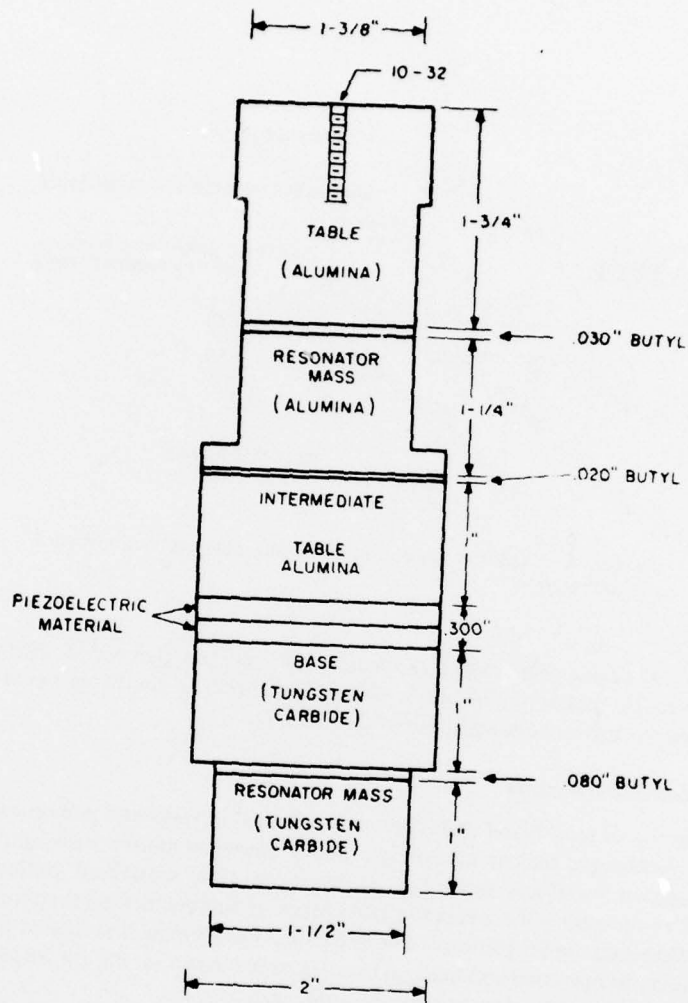 1-3/8"
10-32
1-3/4"
TABLE
(ALUMINA)
.030" BUTYL
RESONATOR
MASS
(ALUMINA)
1-1/4"
.020" BUTYL
INTERMEDIATE
TABLE
ALUMINA
1"
PIEZOELECTRIC
MATERIAL
.300"
BASE
(TUNGSTEN
CARBIDE)
1"
.080" BUTYL
RESONATOR MASS
(TUNGSTEN
CARBIDE)
1"
1-1/2"
2"